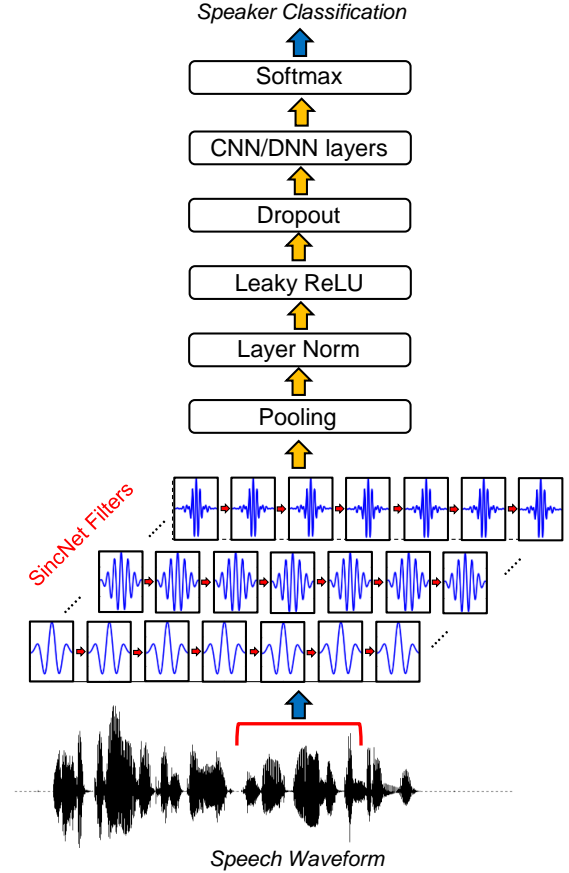 Speaker Classification
Softmax
CNN/DNN layers
Dropout
Leaky ReLU
Layer Norm
Pooling
SincNet Filters
Speech Waveform